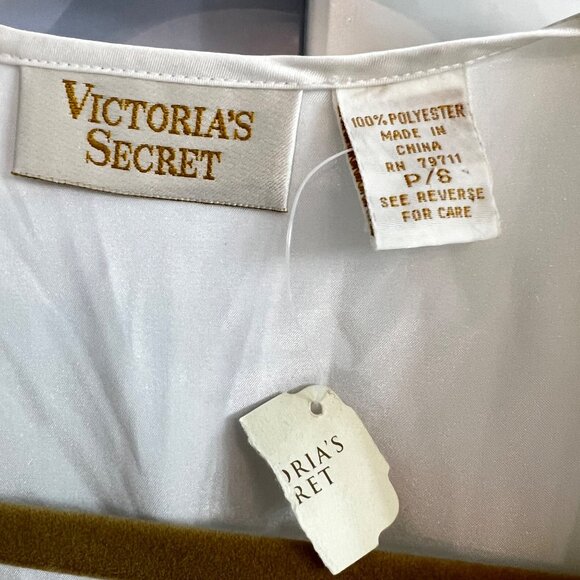 VICTORIA'S
SECRET
100% POLYESTER
MADE IN
CHINA
RN 79711
P/S
SEE REVERSE
FOR CARE
ORIA'S
RET